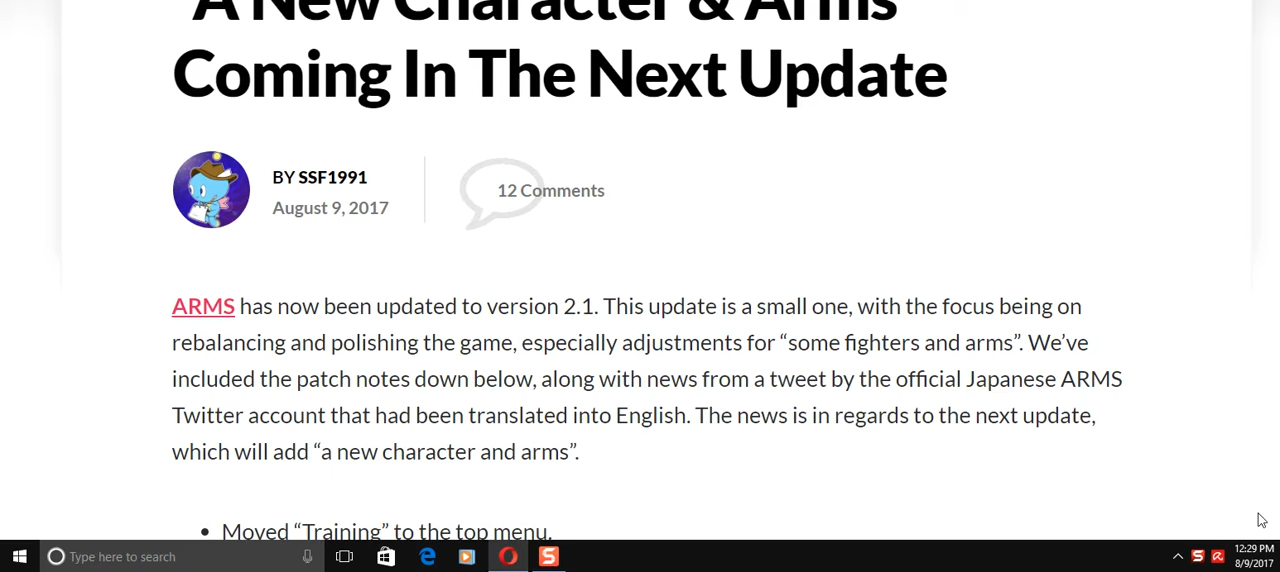 A New Character & Arms
Coming In The Next Update
BY SSF1991
August 9, 2017
12 Comments
ARMS has now been updated to version 2.1. This update is a small one, with the focus being on
rebalancing and polishing the game, especially adjustments for “some fighters and arms”. We’ve
included the patch notes down below, along with news from a tweet by the official Japanese ARMS
Twitter account that had been translated into English. The news is in regards to the next update,
which will add “a new character and arms”.
• Moved “Training” to the top menu.
Type here to search
12:29 PM
8/9/2017